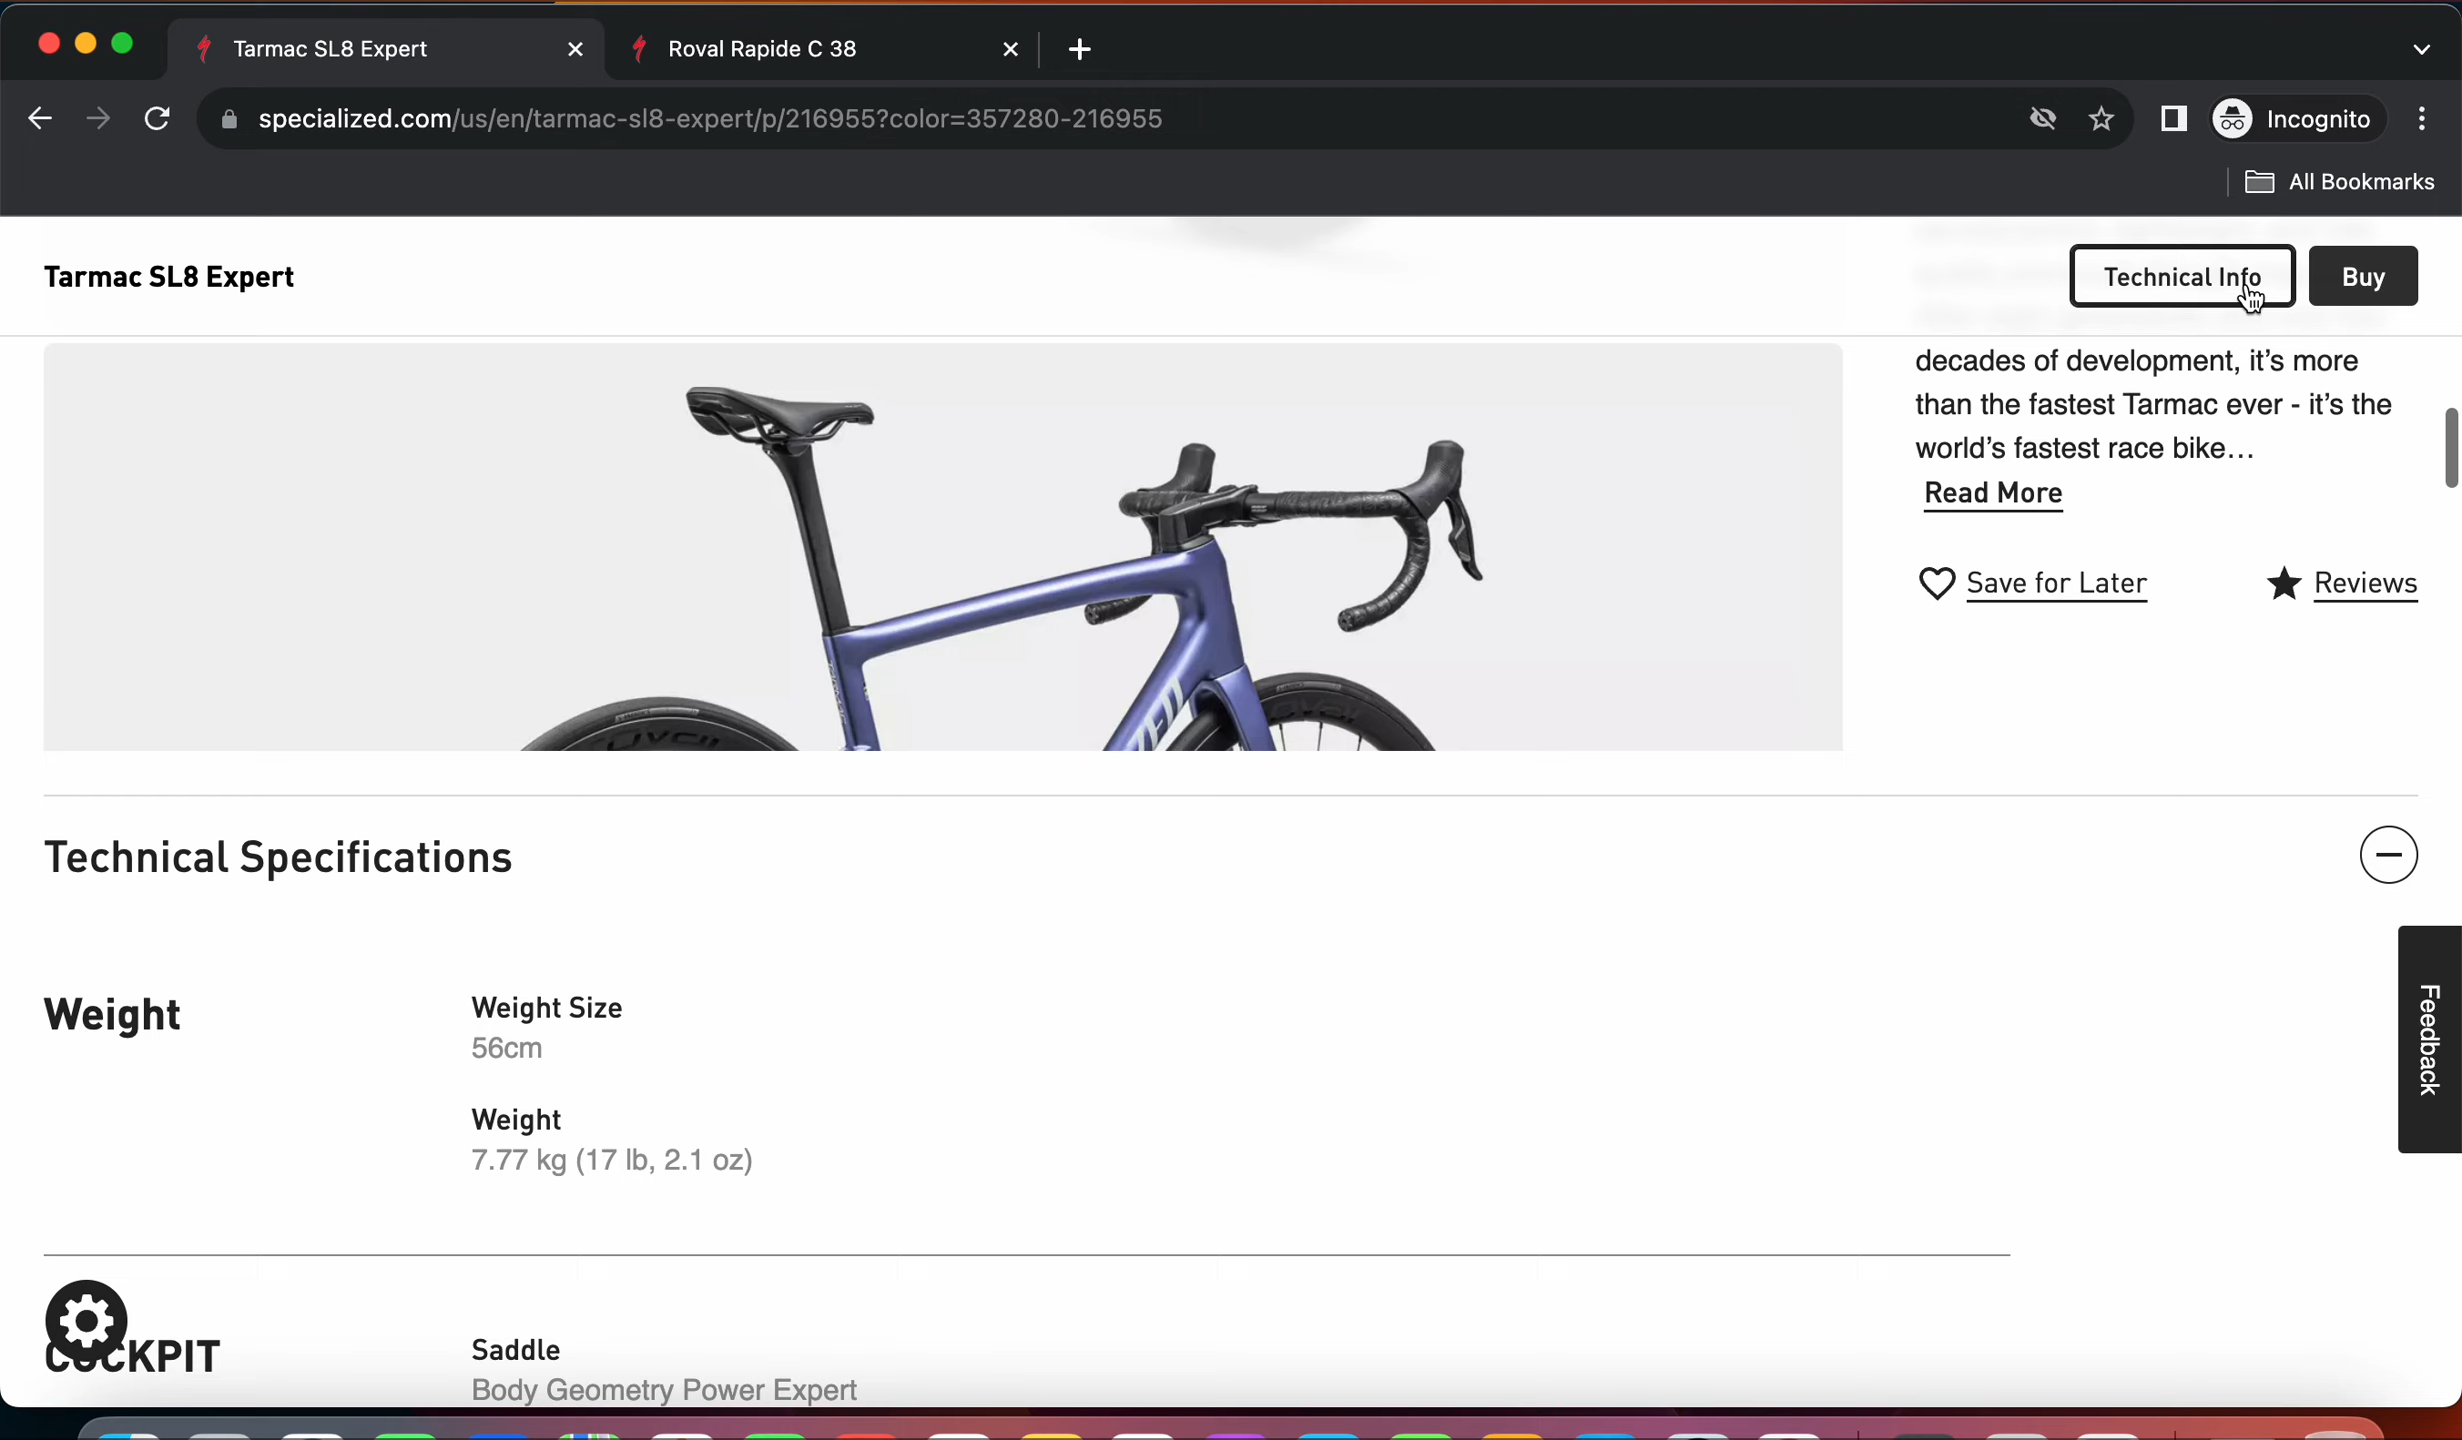 Tarmac SL8 Expert
Roval Rapide C 38
specialized.com/us/en/tarmac-sl8-expert/p/216955?color=357280-216955
Incognito
All Bookmarks
Tarmac SL8 Expert
Technical Info
Buy
decades of development, it's more
than the fastest Tarmac ever - it's the
world's fastest race bike...
Read More
Save for Later
Reviews
Technical Specifications
Feedback
Weight
Weight Size
56cm
Weight
7.77 kg (17 lb, 2.1 oz)
COCKPIT
Saddle
Body Geometry Power Expert